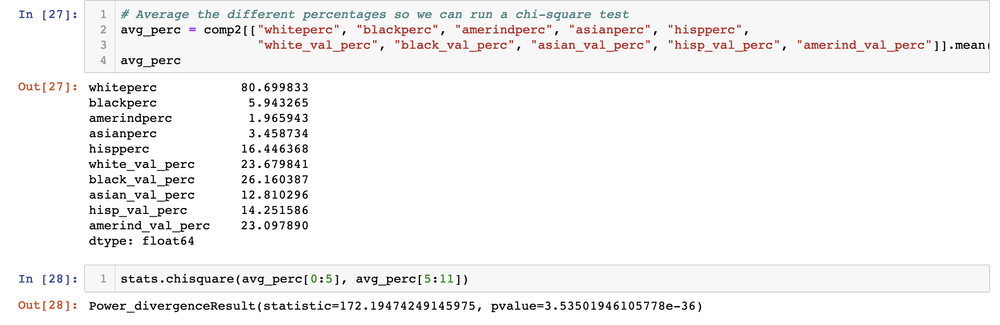 In [27]:
1 # Average the different percentages so we can run a chi-square test
2 avg_perc = comp2[["whiteperc", "blackperc", "amerindperc", "asianperc", "hispperc",
3 "white_val_perc", "black_val_perc", "asian_val_perc", "hisp_val_perc", "amerind_val_perc"]].mean(
4 avg_perc
Out[27]:
whiteperc 80.699833
blackperc 5.943265
amerindperc 1.965943
asianperc 3.458734
hispperc 16.446368
white_val_perc 23.679841
black_val_perc 26.160387
asian_val_perc 12.810296
hisp_val_perc 14.251586
amerind_val_perc 23.097890
dtype: float64
In [28]:
1 stats.chisquare(avg_perc[0:5], avg_perc[5:11])
Out[28]:
Power_divergenceResult(statistic=172.19474249145975, pvalue=3.53501946105778e-36)